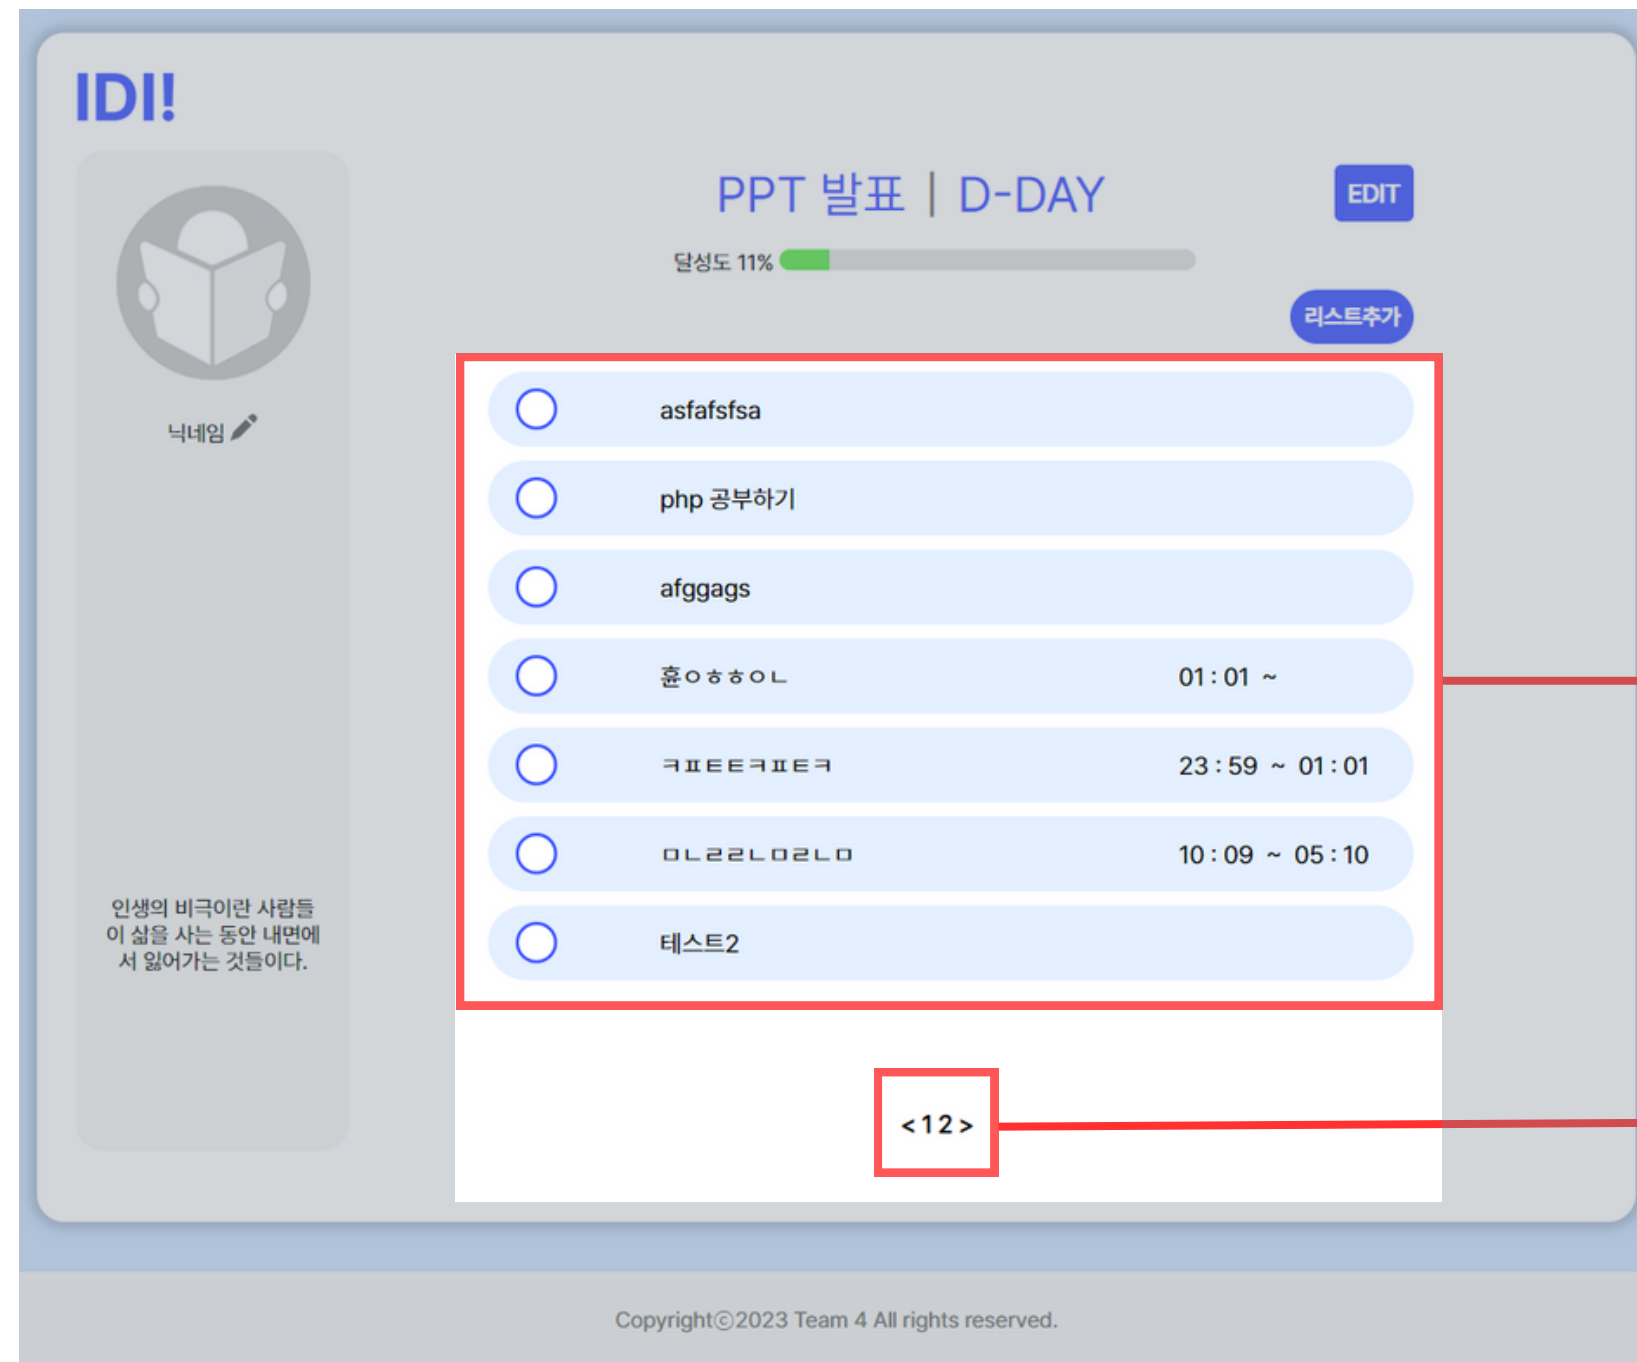 IDI!
PPT 발표 | D-DAY
EDIT
달성도 11%
리스트추가
닉네임
인생의 비극이란 사람들
이 삶을 사는 동안 내면에
서 잃어가는 것들이다.
asfafsfsa
php 공부하기
afggags
훈ㅇㅎㅎㅇㄴ 01 : 01 ~
ㅋㅍㅌㅌㅋㅍㅌㅋ 23 : 59 ~ 01 : 01
ㅁㄴㄹㄹㄴㅁㄹㄴㅁ 10 : 09 ~ 05 : 10
테스트2
< 1 2 >
Copyrightⓒ2023 Team 4 All rights reserved.